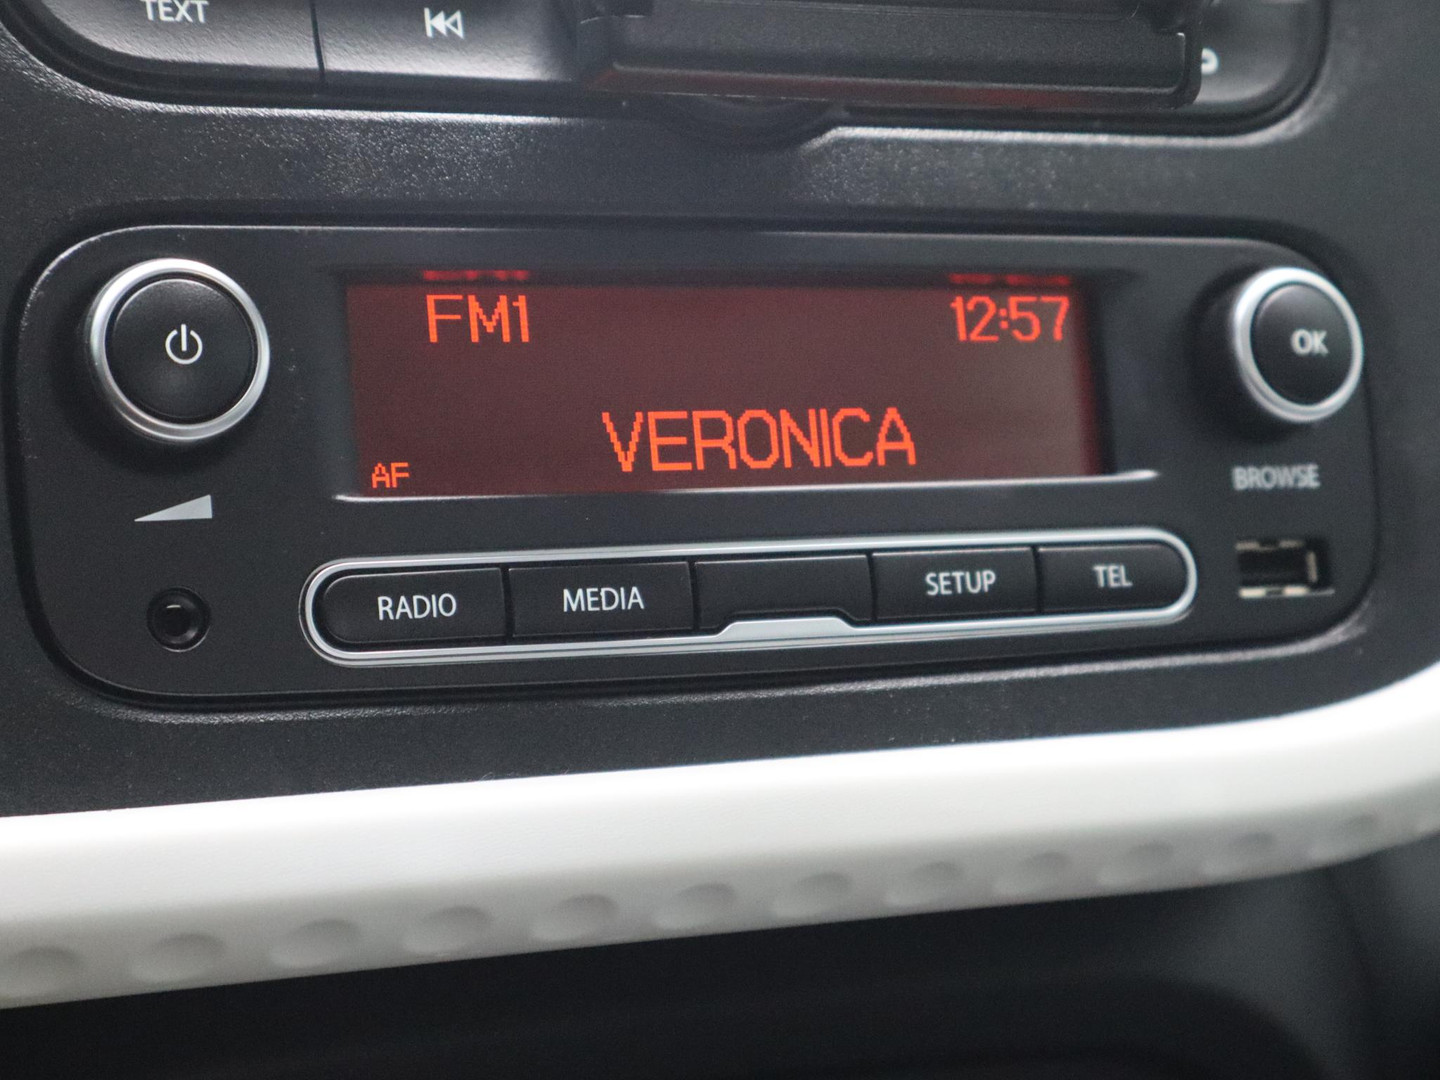 TEXT
FM1 12:57
VERONICA
AF
OK
BROWSE
RADIO MEDIA SETUP TEL